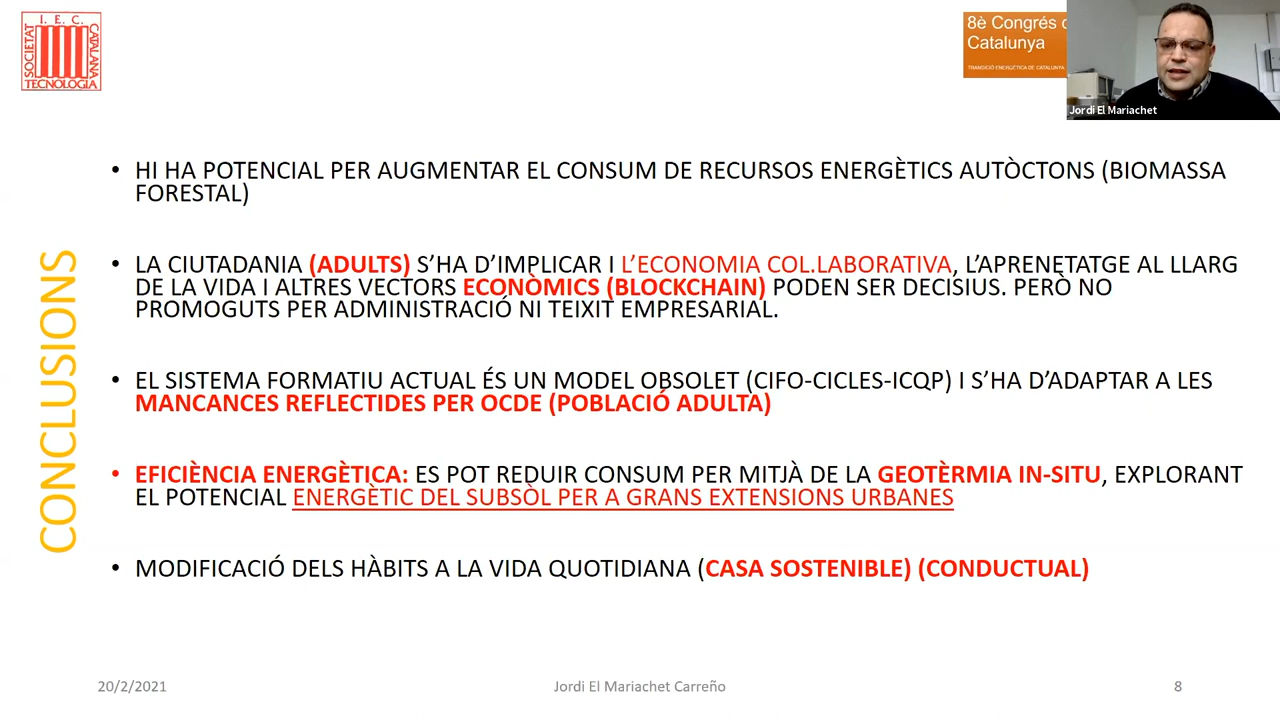 I. E. C.
SOCIETAT
CATALANA
TECNOLOGIA
8è Congrés d
Catalunya
TRANSICIÓ ENERGÈTICA DE CATALUNYA
Jordi El Mariachet
CONCLUSIONS
• HI HA POTENCIAL PER AUGMENTAR EL CONSUM DE RECURSOS ENERGÈTICS AUTÒCTONS (BIOMASSA
FORESTAL)
• LA CIUTADANIA (ADULTS) S’HA D’IMPLICAR I L’ECONOMIA COL.LABORATIVA, L’APRENETATGE AL LLARG
DE LA VIDA I ALTRES VECTORS ECONÒMICS (BLOCKCHAIN) PODEN SER DECISIUS. PERÒ NO
PROMOGUTS PER ADMINISTRACIÓ NI TEIXIT EMPRESARIAL.
• EL SISTEMA FORMATIU ACTUAL ÉS UN MODEL OBSOLET (CIFO-CICLES-ICQP) I S’HA D’ADAPTAR A LES
MANCANCES REFLECTIDES PER OCDE (POBLACIÓ ADULTA)
• EFICIÈNCIA ENERGÈTICA: ES POT REDUIR CONSUM PER MITJÀ DE LA GEOTÈRMIA IN-SITU, EXPLORANT
EL POTENCIAL ENERGÈTIC DEL SUBSÒL PER A GRANS EXTENSIONS URBANES
• MODIFICACIÓ DELS HÀBITS A LA VIDA QUOTIDIANA (CASA SOSTENIBLE) (CONDUCTUAL)
20/2/2021
Jordi El Mariachet Carreño
8